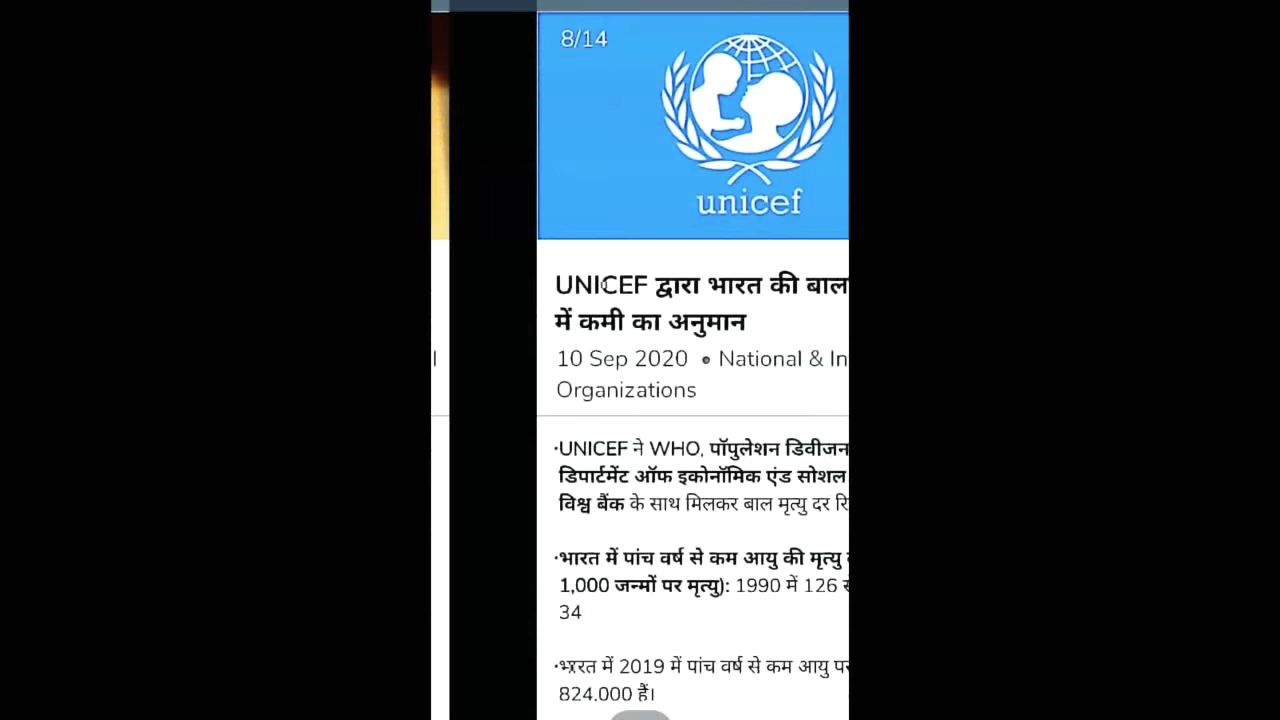 8/14
unicef
UNICEF द्वारा भारत की बाल
में कमी का अनुमान
10 Sep 2020 • National & In
Organizations
·UNICEF ने WHO, पॉपुलेशन डिवीजन
डिपार्टमेंट ऑफ इकोनॉमिक एंड सोशल
विश्व बैंक के साथ मिलकर बाल मृत्यु दर रि
·भारत में पांच वर्ष से कम आयु की मृत्यु
1,000 जन्मों पर मृत्यु): 1990 में 126
34
·भारत में 2019 में पांच वर्ष से कम आयु पर
824,000 हैं।